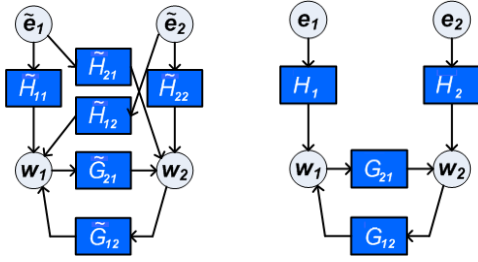 ẽ₁ ẽ₂ e₁ e₂
H̃₁₁ H̃₂₁ H̃₂₂ H₁ H₂
H̃₁₂
w₁ G̃₂₁ w₂ w₁ G₂₁ w₂
G̃₁₂ G₁₂